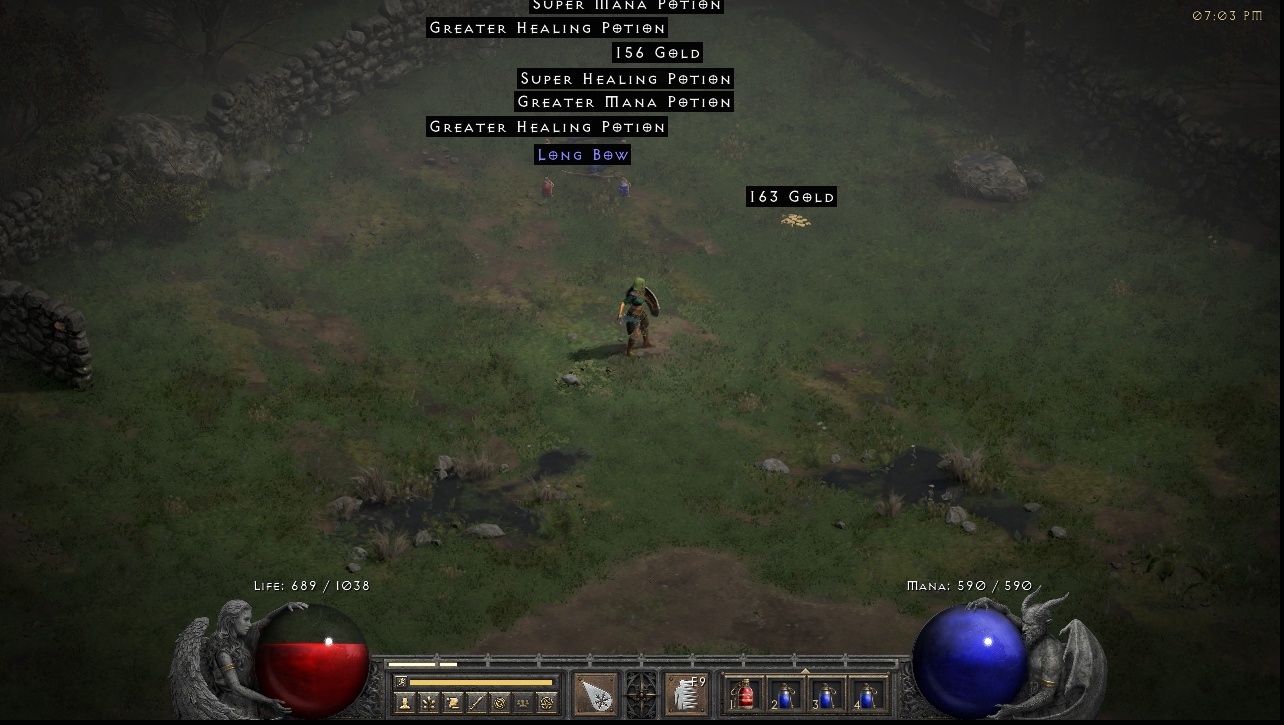 Super Mana Potion
07:03 PM
Greater Healing Potion
156 Gold
Super Healing Potion
Greater Mana Potion
Greater Healing Potion
Long Bow
163 Gold
Life: 689 / 1038
Mana: 590 / 590
F9
1
2
3
4